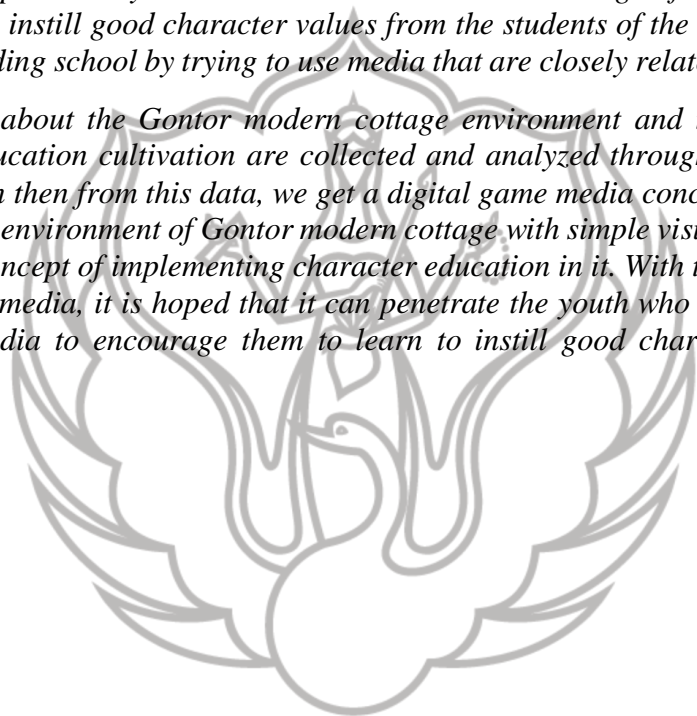 instill good character values from the students of the
ding school by trying to use media that are closely relat
about the Gontor modern cottage environment and
ucation cultivation are collected and analyzed throug
n then from this data, we get a digital game media conc
environment of Gontor modern cottage with simple visu
ncept of implementing character education in it. With t
media, it is hoped that it can penetrate the youth who
dia to encourage them to learn to instill good char